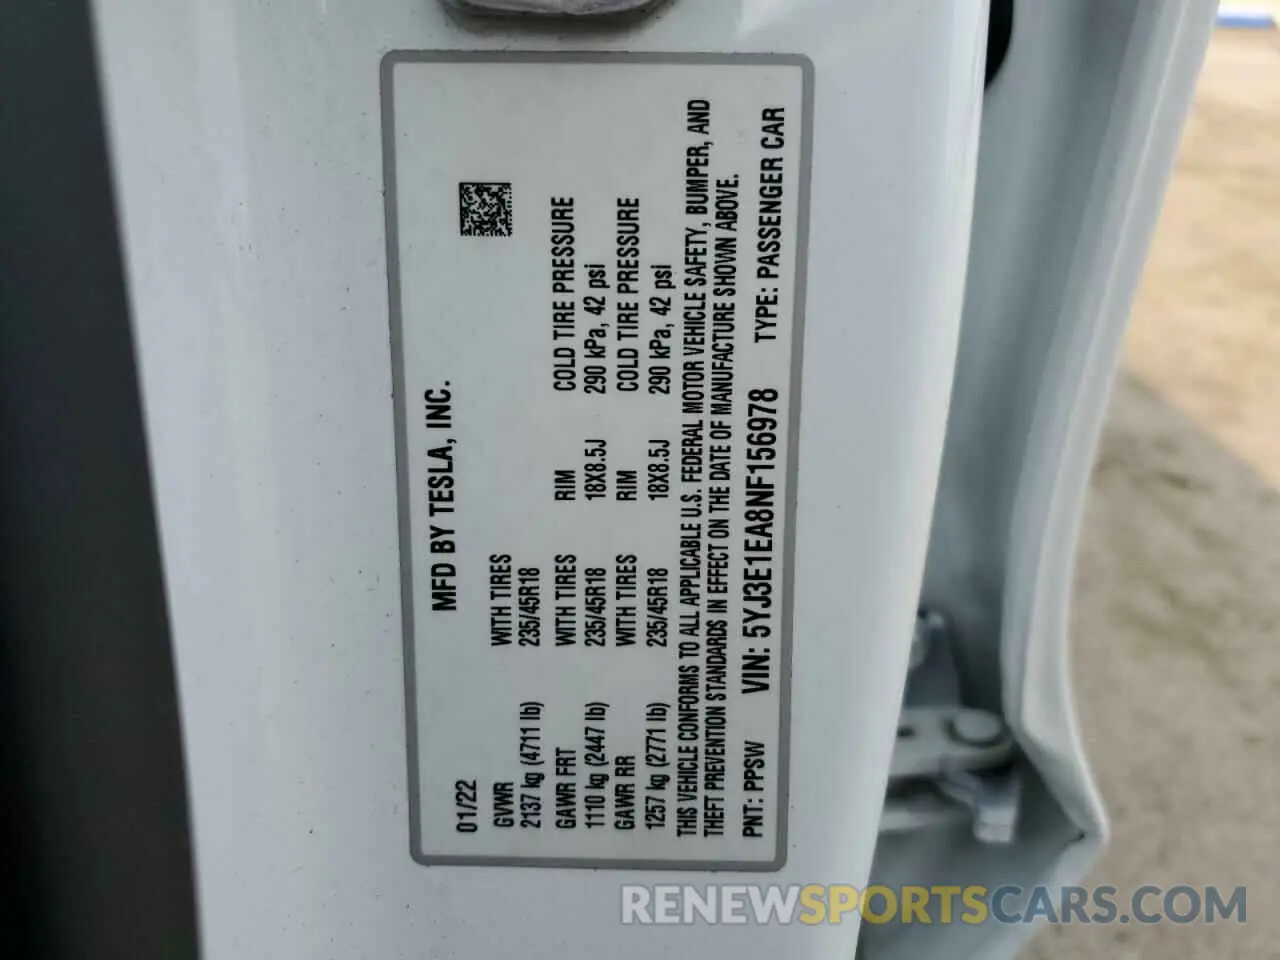 MFD BY TESLA, INC.
01/22
GVWR WITH TIRES
2137 kg (4711 lb) 235/45R18
GAWR FRT WITH TIRES RIM COLD TIRE PRESSURE
1110 kg (2447 lb) 235/45R18 18X8.5J 290 kPa, 42 psi
GAWR RR WITH TIRES RIM COLD TIRE PRESSURE
1257 kg (2771 lb) 235/45R18 18X8.5J 290 kPa, 42 psi
THIS VEHICLE CONFORMS TO ALL APPLICABLE U.S. FEDERAL MOTOR VEHICLE SAFETY, BUMPER, AND
THEFT PREVENTION STANDARDS IN EFFECT ON THE DATE OF MANUFACTURE SHOWN ABOVE.
PNT: PPSW VIN: 5YJ3E1EA8NF156978 TYPE: PASSENGER CAR
RENEWSPORTSCARS.COM